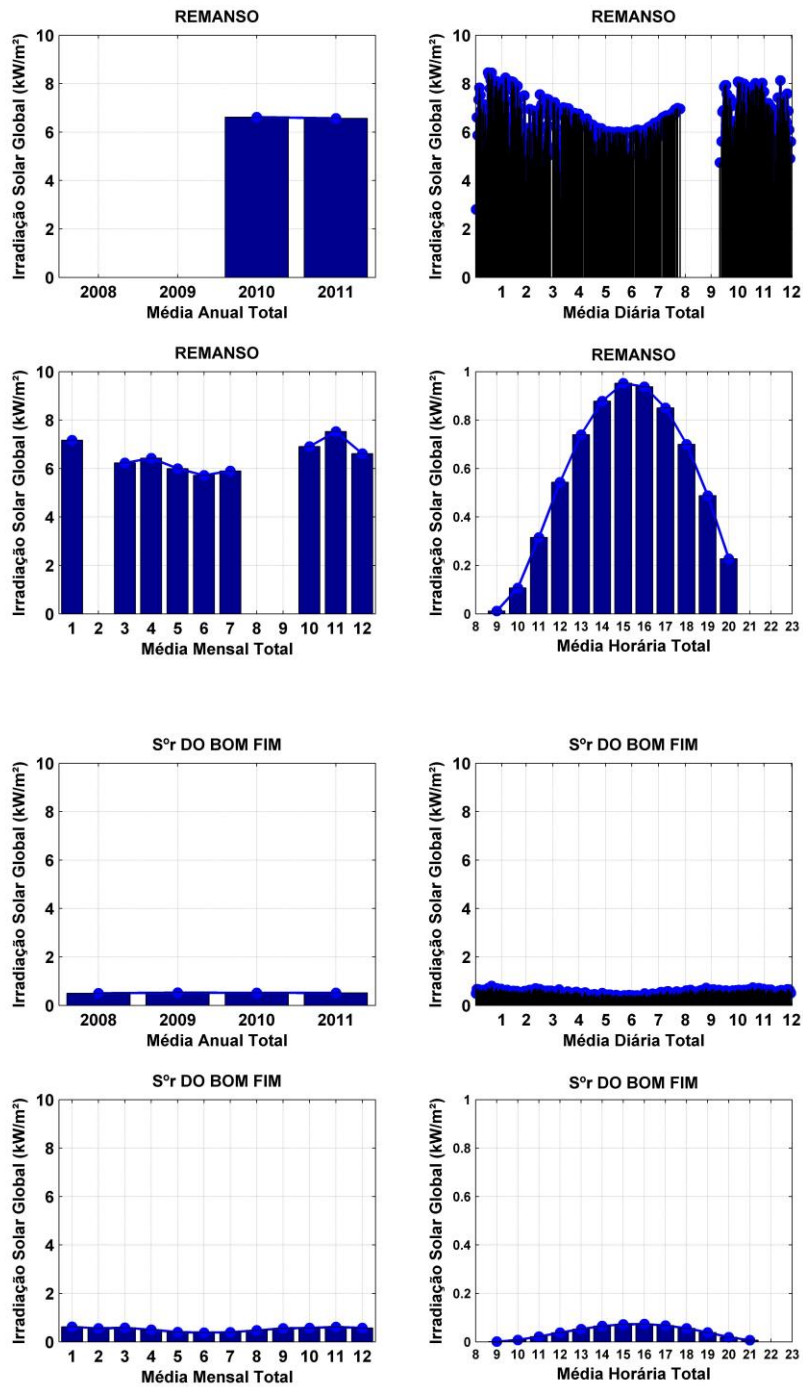 REMANSO
Irradiação Solar Global (kW/m²)
10
8
6
4
2
0
2008 2009 2010 2011
Média Anual Total
REMANSO
Irradiação Solar Global (kW/m²)
10
8
6
4
2
0
1 2 3 4 5 6 7 8 9 10 11 12
Média Diária Total
REMANSO
Irradiação Solar Global (kW/m²)
10
8
6
4
2
0
1 2 3 4 5 6 7 8 9 10 11 12
Média Mensal Total
REMANSO
Irradiação Solar Global (kW/m²)
1
0.8
0.6
0.4
0.2
0
8 9 10 11 12 13 14 15 16 17 18 19 20 21 22 23
Média Horária Total
Sºr DO BOM FIM
Irradiação Solar Global (kW/m²)
10
8
6
4
2
0
2008 2009 2010 2011
Média Anual Total
Sºr DO BOM FIM
Irradiação Solar Global (kW/m²)
10
8
6
4
2
0
1 2 3 4 5 6 7 8 9 10 11 12
Média Diária Total
Sºr DO BOM FIM
Irradiação Solar Global (kW/m²)
10
8
6
4
2
0
1 2 3 4 5 6 7 8 9 10 11 12
Média Mensal Total
Sºr DO BOM FIM
Irradiação Solar Global (kW/m²)
1
0.8
0.6
0.4
0.2
0
8 9 10 11 12 13 14 15 16 17 18 19 20 21 22 23
Média Horária Total